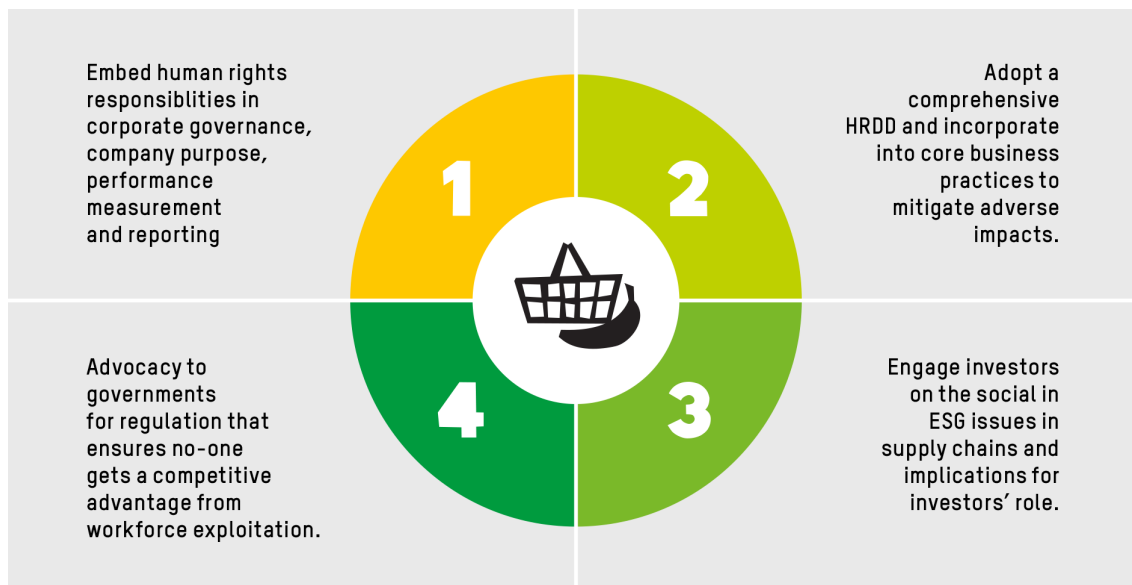 Embed human rights
responsiblities in
corporate governance,
company purpose,
performance
measurement
and reporting
1
2
Adopt a
comprehensive
HRDD and incorporate
into core business
practices to
mitigate adverse
impacts.
Advocacy to
governments
for regulation that
ensures no-one
gets a competitive
advantage from
workforce exploitation.
4
3
Engage investors
on the social in
ESG issues in
supply chains and
implications for
investors’ role.